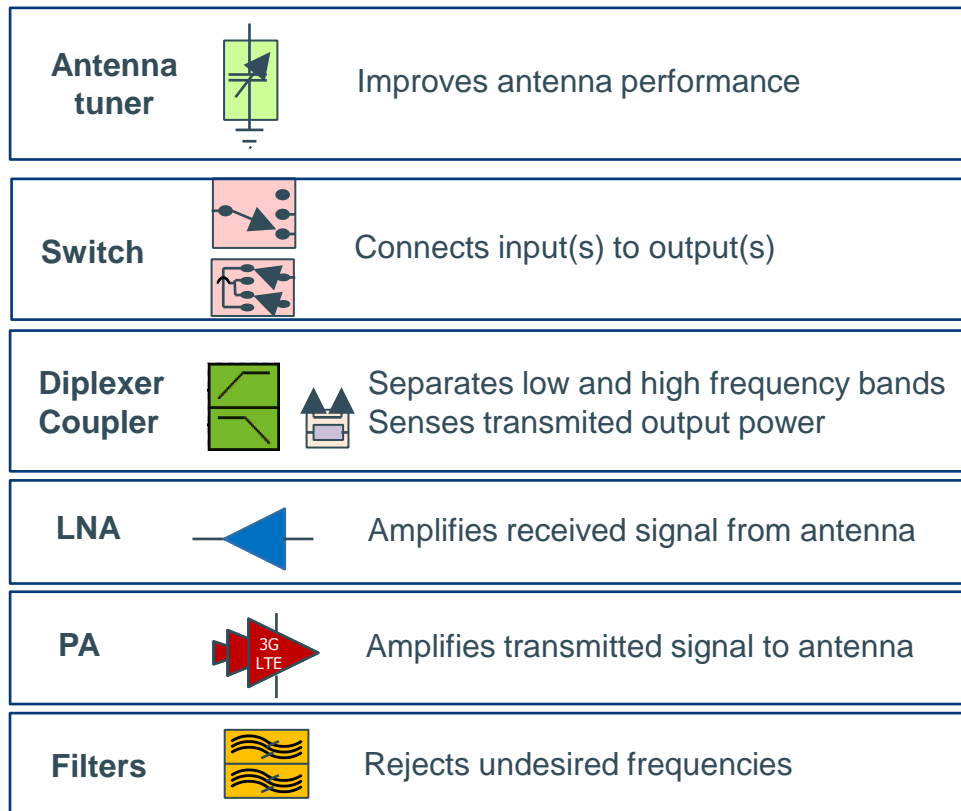 Antenna
tuner
Improves antenna performance
Switch
Connects input(s) to output(s)
Diplexer
Coupler
Separates low and high frequency bands
Senses transmited output power
LNA
Amplifies received signal from antenna
PA
3G
LTE
Amplifies transmitted signal to antenna
Filters
Rejects undesired frequencies